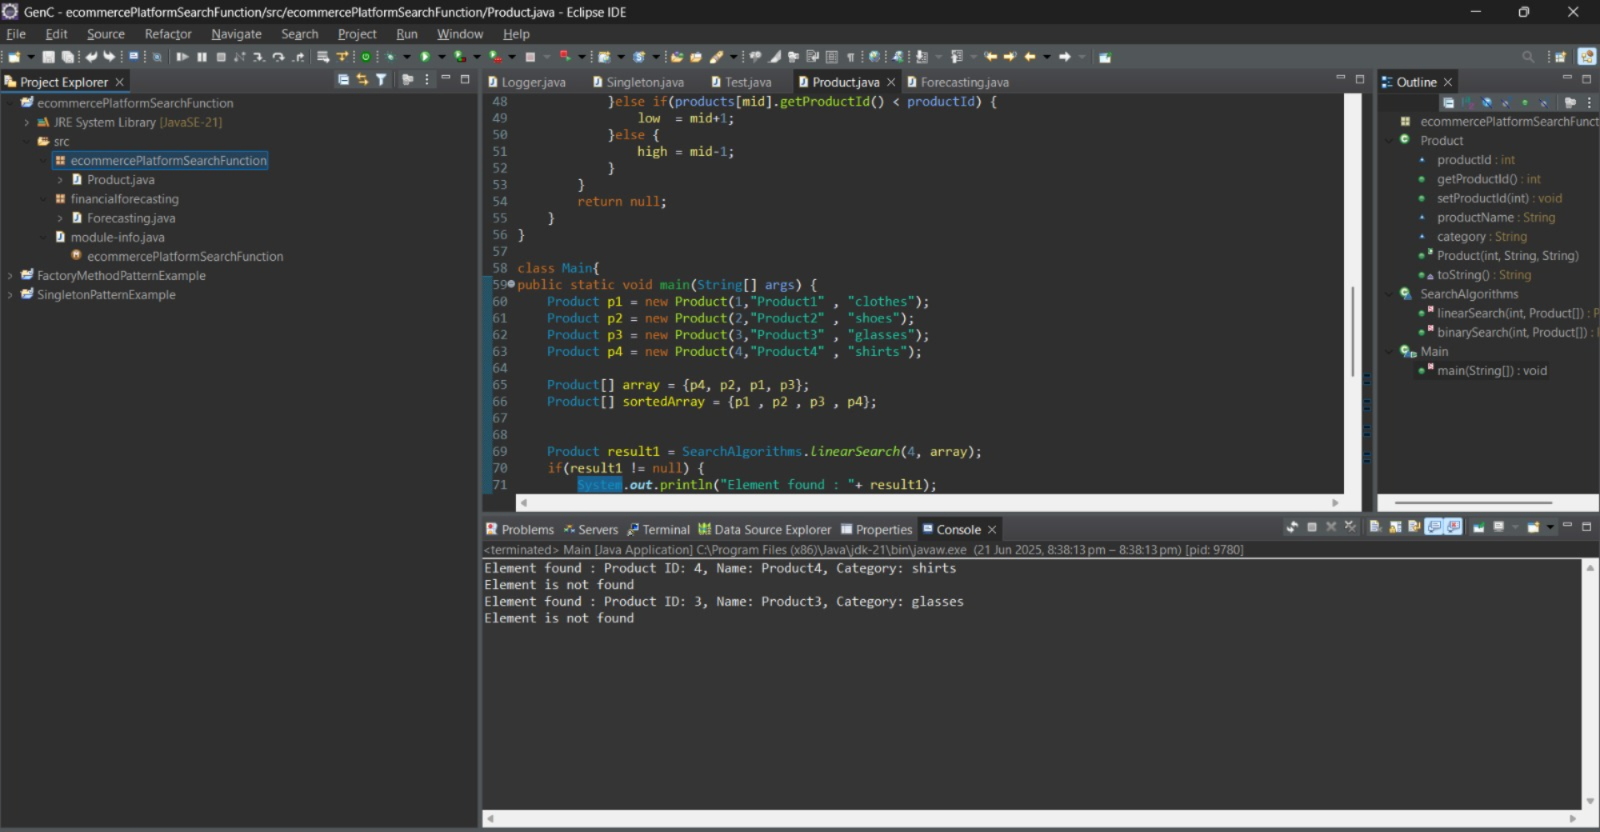 GenC - ecommercePlatformSearchFunction/src/ecommercePlatformSearchFunction/Product.java - Eclipse IDE
File Edit Source Refactor Navigate Search Project Run Window Help
Project Explorer
ecommercePlatformSearchFunction
JRE System Library [JavaSE-21]
src
ecommercePlatformSearchFunction
Product.java
financialforecasting
Forecasting.java
module-info.java
ecommercePlatformSearchFunction
FactoryMethodPatternExample
SingletonPatternExample
Logger.java Singleton.java Test.java Product.java Forecasting.java
48 }else if(products[mid].getProductId() < productId) {
49 low  = mid+1;
50 }else {
51 high = mid-1;
52 }
53 }
54 return null;
55 }
56 }
57
58 class Main{
59 public static void main(String[] args) {
60 Product p1 = new Product(1,"Product1" , "clothes");
61 Product p2 = new Product(2,"Product2" , "shoes");
62 Product p3 = new Product(3,"Product3" , "glasses");
63 Product p4 = new Product(4,"Product4" , "shirts");
64
65 Product[] array = {p4, p2, p1, p3};
66 Product[] sortedArray = {p1 , p2 , p3 , p4};
67
68
69 Product result1 = SearchAlgorithms.linearSearch(4, array);
70 if(result1 != null) {
71 System.out.println("Element found : "+ result1);
Outline
ecommercePlatformSearchFunct
Product
productId : int
getProductId() : int
setProductId(int) : void
productName : String
category : String
Product(int, String, String)
toString() : String
SearchAlgorithms
linearSearch(int, Product[]) : P
binarySearch(int, Product[]) :
Main
main(String[]) : void
Problems Servers Terminal Data Source Explorer Properties Console
<terminated> Main [Java Application] C:\Program Files (x86)\Java\jdk-21\bin\javaw.exe (21 Jun 2025, 8:38:13 pm – 8:38:13 pm) [pid: 9780]
Element found : Product ID: 4, Name: Product4, Category: shirts
Element is not found
Element found : Product ID: 3, Name: Product3, Category: glasses
Element is not found